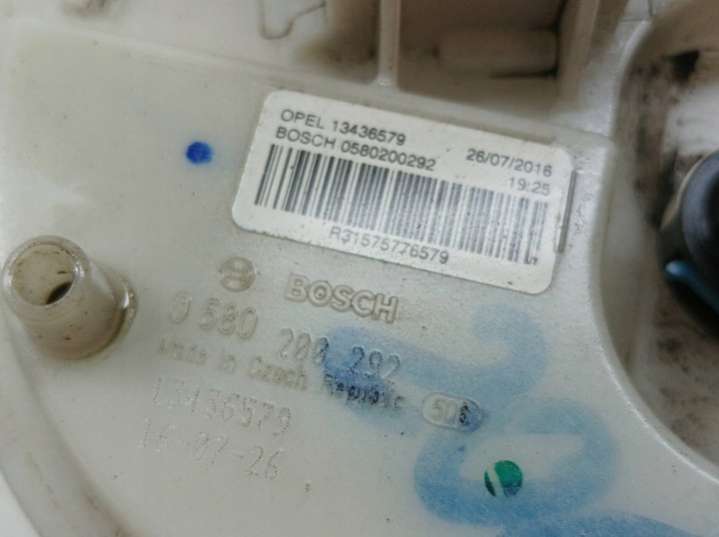 OPEL 13436579
BOSCH 0580200292
26/07/2016
19:25
R31575776579
BOSCH
0 580 200 292
Made in Czech Republic 506
13436579
16-07-26